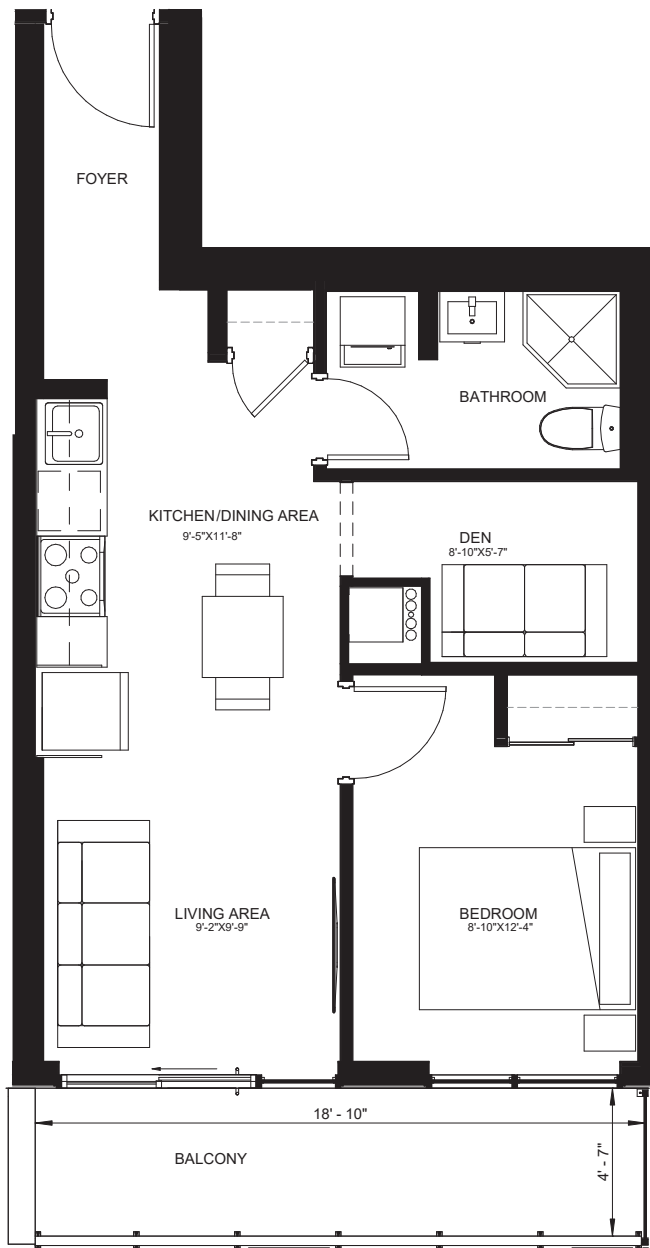 FOYER
BATHROOM
KITCHEN/DINING AREA
9'-5"X11'-8"
DEN
8'-10"X5'-7"
LIVING AREA
9'-2"X9'-9"
BEDROOM
8'-10"X12'-4"
18' - 10"
BALCONY
4' - 7"